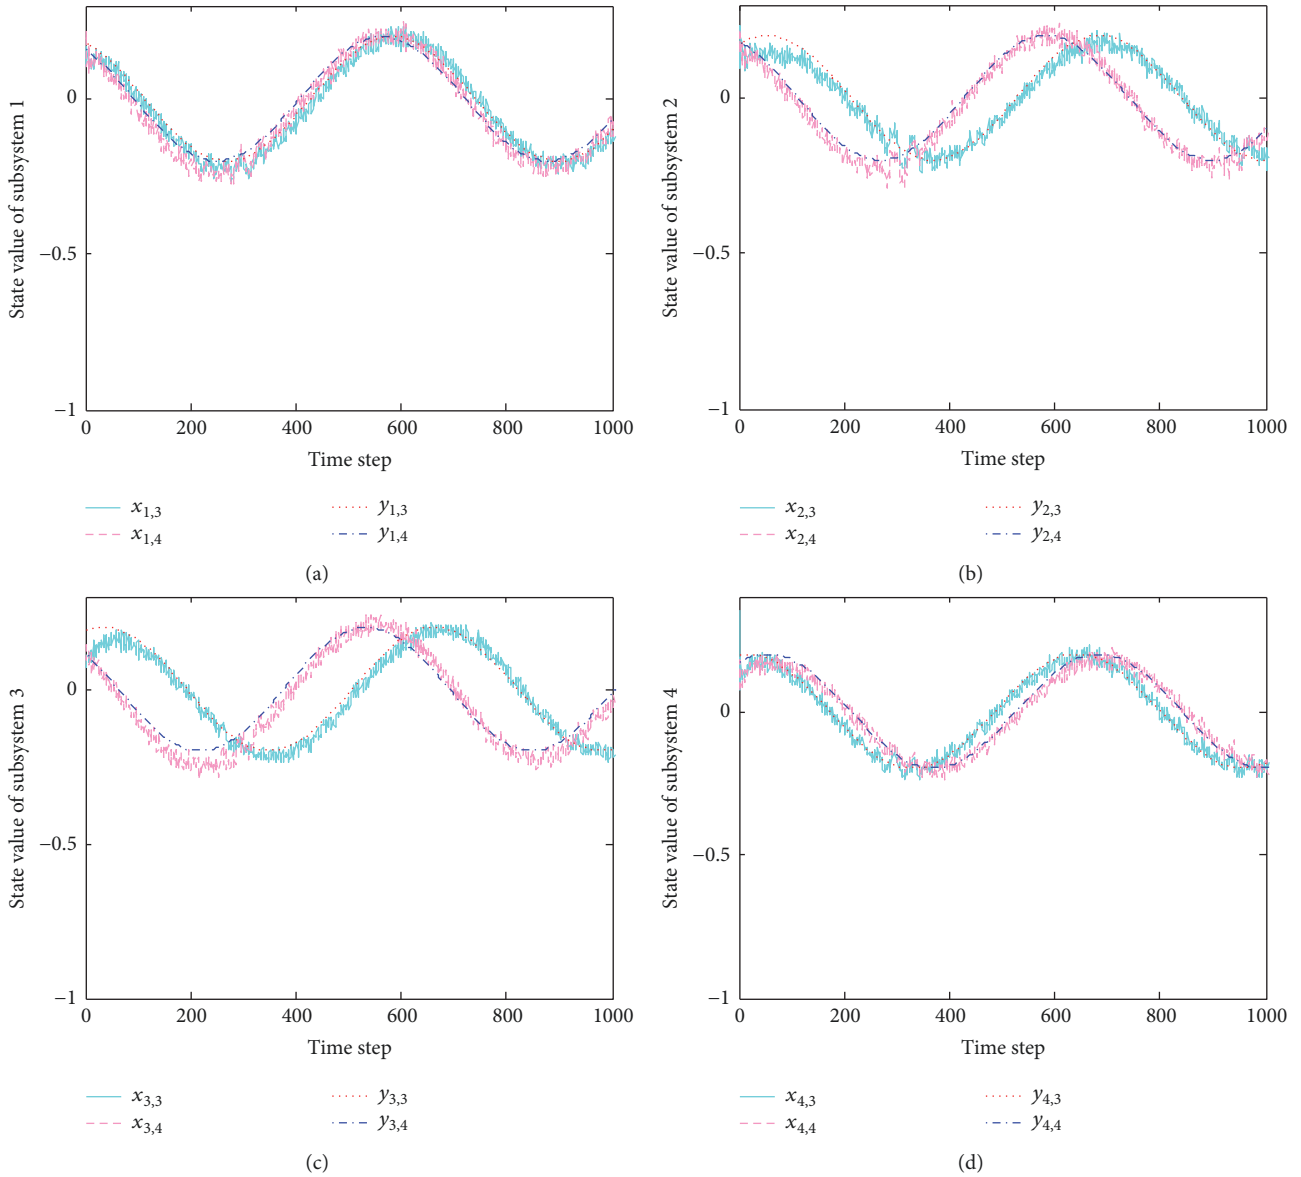 State value of subsystem 1
0
−0.5
−1
0 200 400 600 800 1000
Time step
x1,3 y1,3
x1,4 y1,4
(a)
State value of subsystem 2
0
−0.5
−1
0 200 400 600 800 1000
Time step
x2,3 y2,3
x2,4 y2,4
(b)
State value of subsystem 3
0
−0.5
−1
0 200 400 600 800 1000
Time step
x3,3 y3,3
x3,4 y3,4
(c)
State value of subsystem 4
0
−0.5
−1
0 200 400 600 800 1000
Time step
x4,3 y4,3
x4,4 y4,4
(d)